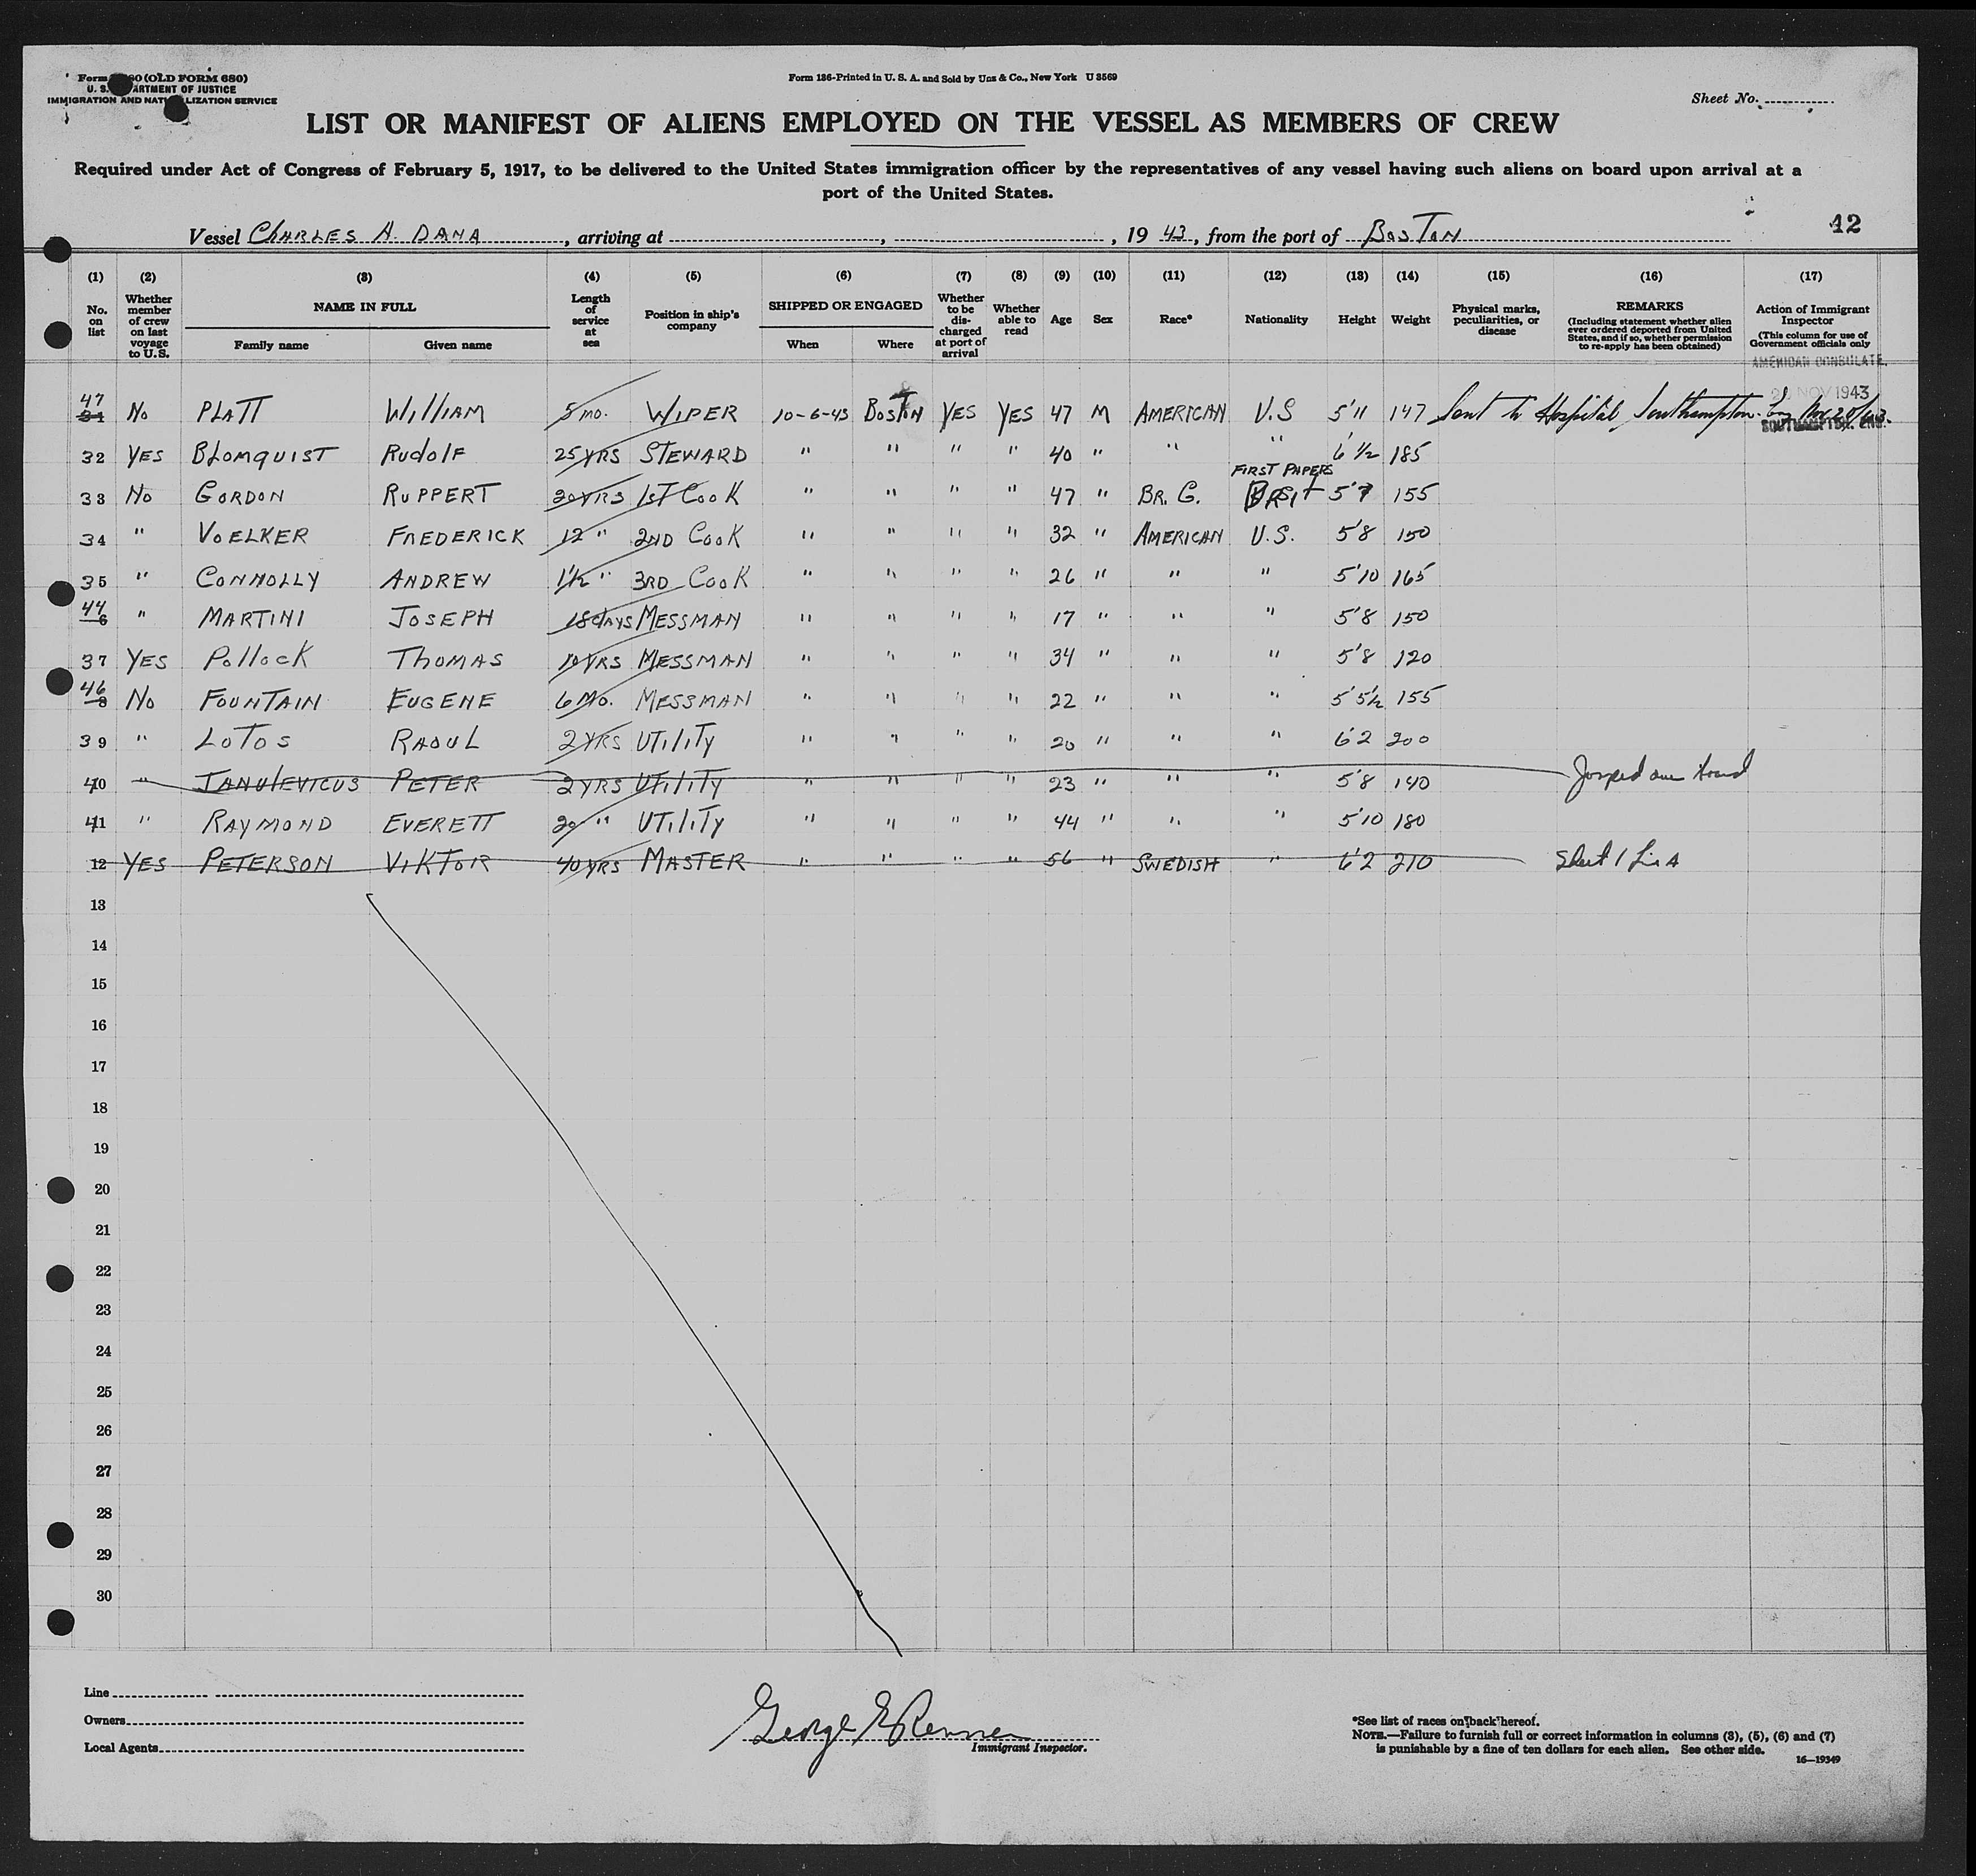 Form 0 (OLD FORM 680)
U. S. DEPARTMENT OF JUSTICE
IMMIGRATION AND NATURALIZATION SERVICE
Form 136-Printed in U. S. A. and Sold by Unz & Co., New York U 3569
Sheet No.
LIST OR MANIFEST OF ALIENS EMPLOYED ON THE VESSEL AS MEMBERS OF CREW
Required under Act of Congress of February 5, 1917, to be delivered to the United States immigration officer by the representatives of any vessel having such aliens on board upon arrival at a
port of the United States.
12
Vessel CHARLES A. DANA, arriving at , , 19 43, from the port of BOSTON
(1) (2) (3) (4) (5) (6) (7) (8) (9) (10) (11) (12) (13) (14) (15) (16) (17)
No. on list
Whether member of crew on last voyage to U.S.
NAME IN FULL
Family name
Given name
Length of service at sea
Position in ship's company
SHIPPED OR ENGAGED
When
Where
Whether to be discharged at port of arrival
Whether able to read
Age
Sex
Race*
Nationality
Height
Weight
Physical marks, peculiarities, or disease
REMARKS
(Including statement whether alien ever ordered deported from United States, and if so, whether permission to re-apply has been obtained)
Action of Immigrant Inspector
(This column for use of Government officials only
AMERICAN CONSULATE
NOV 1943
SOUTHAMPTON, ENG.
47 31 No PLATT WILLIAM 5 mo. WIPER 10-6-43 BOSTON YES YES 47 M AMERICAN U.S 5'11 147 Sent to Hospital, Southampton. Eng Nov 28/43.
32 YES BLOMQUIST RUDOLF 25 YRS STEWARD " " " " 40 " " " 6 1/2 185
FIRST PAPERS
33 No GORDON RUPPERT 30 YRS 1ST COOK " " " " 47 " BR. G. BRIT 5'7 155
34 " VOELKER FREDERICK 12 " 2ND COOK " " " " 32 " AMERICAN U.S. 5'8 150
35 " CONNOLLY ANDREW 1 1/2 " 3RD COOK " " " " 26 " " " 5'10 165
44 6 " MARTINI JOSEPH 18 days MESSMAN " " " " 17 " " " 5'8 150
37 YES POLLOCK THOMAS 10 YRS MESSMAN " " " " 34 " " " 5'8 120
46 8 No FOUNTAIN EUGENE 6 MO. MESSMAN " " " " 22 " " " 5'5 1/2 155
39 " LOTOS RAOUL 2 YRS UTILITY " " " " 20 " " " 6'2 200
40 " JANULEVICUS PETER 2 YRS UTILITY " " " " 23 " " " 5'8 140 Jumped over board
41 " RAYMOND EVERETT 20 " UTILITY " " " " 44 " " " 5'10 180
12 YES PETERSON VIKTOR 40 YRS MASTER " " " " 56 " SWEDISH " 6'2 210 Sheet 1 Line 1
13
14
15
16
17
18
19
20
21
22
23
24
25
26
27
28
29
30
Line
Owners
Local Agents
George E Renner
Immigrant Inspector.
*See list of races on back hereof.
NOTE.—Failure to furnish full or correct information in columns (3), (5), (6) and (7)
is punishable by a fine of ten dollars for each alien. See other side.
16—19349